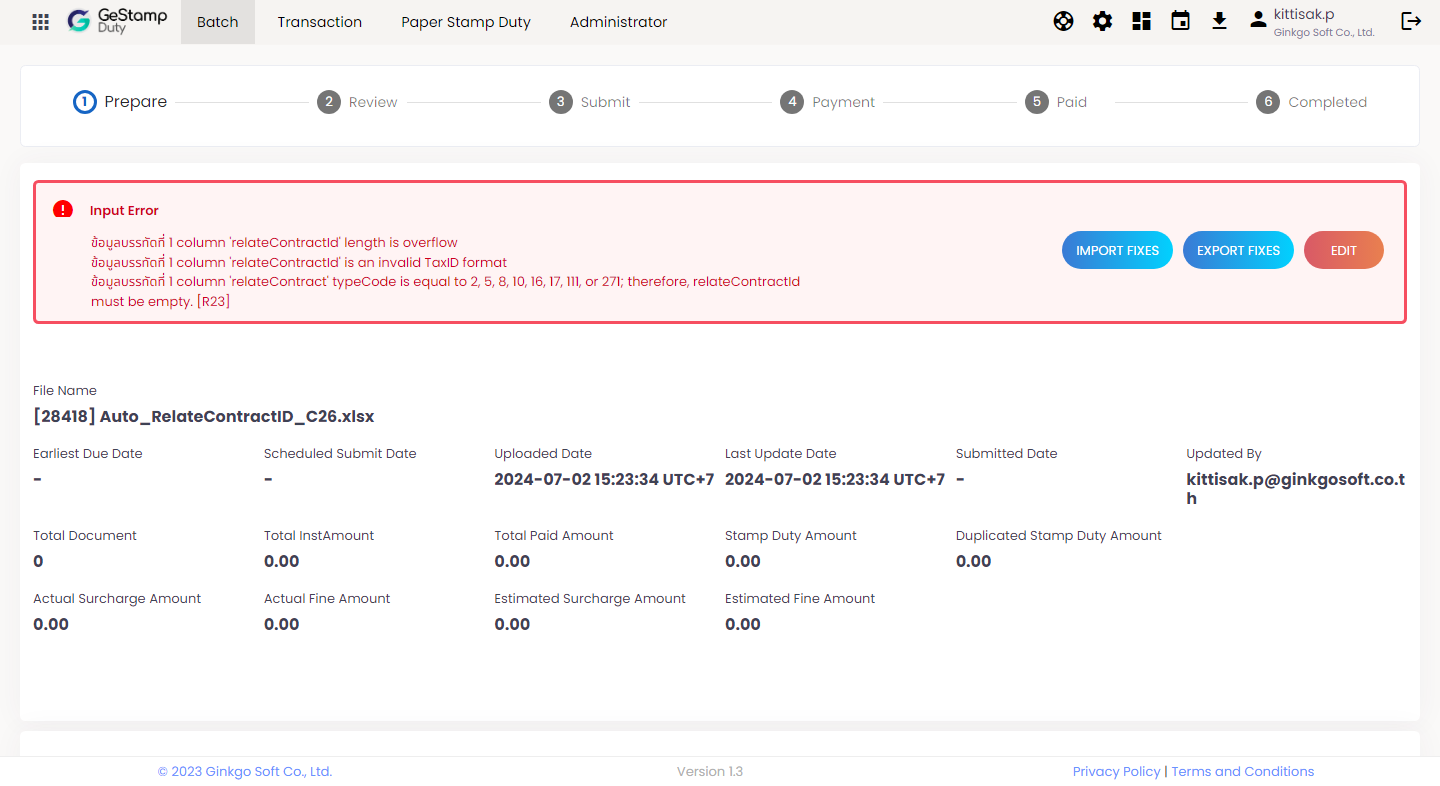 GeStamp
Duty
Batch
Transaction
Paper Stamp Duty
Administrator
kittisak.p
Ginkgo Soft Co., Ltd.
1 Prepare
2 Review
3 Submit
4 Payment
5 Paid
6 Completed
Input Error
ข้อมูลบรรทัดที่ 1 column 'relateContractId' length is overflow
ข้อมูลบรรทัดที่ 1 column 'relateContractId' is an invalid TaxID format
ข้อมูลบรรทัดที่ 1 column 'relateContract' typeCode is equal to 2, 5, 8, 10, 16, 17, 111, or 271; therefore, relateContractId
must be empty. [R23]
IMPORT FIXES
EXPORT FIXES
EDIT
File Name
[28418] Auto_RelateContractID_C26.xlsx
Earliest Due Date
-
Scheduled Submit Date
-
Uploaded Date
2024-07-02 15:23:34 UTC+7
Last Update Date
2024-07-02 15:23:34 UTC+7
Submitted Date
-
Updated By
kittisak.p@ginkgosoft.co.t
h
Total Document
0
Total InstAmount
0.00
Total Paid Amount
0.00
Stamp Duty Amount
0.00
Duplicated Stamp Duty Amount
0.00
Actual Surcharge Amount
0.00
Actual Fine Amount
0.00
Estimated Surcharge Amount
0.00
Estimated Fine Amount
0.00
© 2023 Ginkgo Soft Co., Ltd.
Version 1.3
Privacy Policy | Terms and Conditions